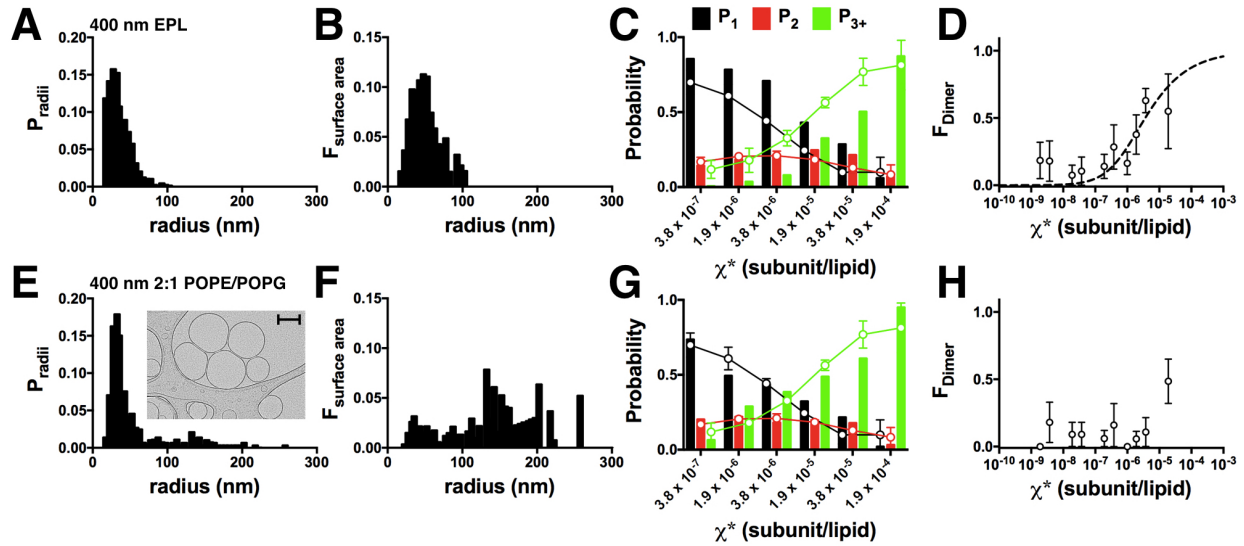 A
400 nm EPL
P radii
0.20
0.15
0.10
0.05
0.00
0 100 200 300
radius (nm)
B
F surface area
0.15
0.10
0.05
0.00
0 100 200 300
radius (nm)
C
P1 P2 P3+
Probability
1.0
0.5
0.0
3.8 x 10-7
1.9 x 10-6
3.8 x 10-6
1.9 x 10-5
3.8 x 10-5
1.9 x 10-4
χ* (subunit/lipid)
D
FDimer
1.0
0.5
0.0
10-10 10-9 10-8 10-7 10-6 10-5 10-4 10-3
χ* (subunit/lipid)
E
400 nm 2:1 POPE/POPG
P radii
0.20
0.15
0.10
0.05
0.00
0 100 200 300
radius (nm)
F
F surface area
0.15
0.10
0.05
0.00
0 100 200 300
radius (nm)
G
Probability
1.0
0.5
0.0
3.8 x 10-7
1.9 x 10-6
3.8 x 10-6
1.9 x 10-5
3.8 x 10-5
1.9 x 10-4
χ* (subunit/lipid)
H
FDimer
1.0
0.5
0.0
10-10 10-9 10-8 10-7 10-6 10-5 10-4 10-3
χ* (subunit/lipid)